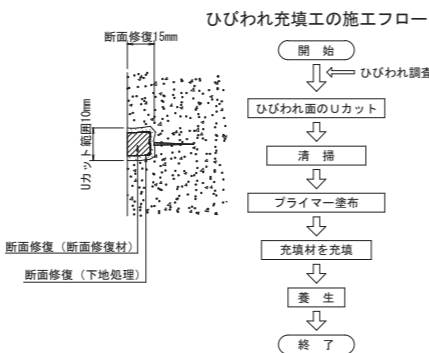 ひびわれ充填工の施工フロー
断面修復15mm
Uカット範囲10mm
断面修復（断面修復材）
断面修復（下地処理）
開　始
ひびわれ調査
ひびわれ面のUカット
清　掃
プライマー塗布
充填材を充填
養　生
終　了